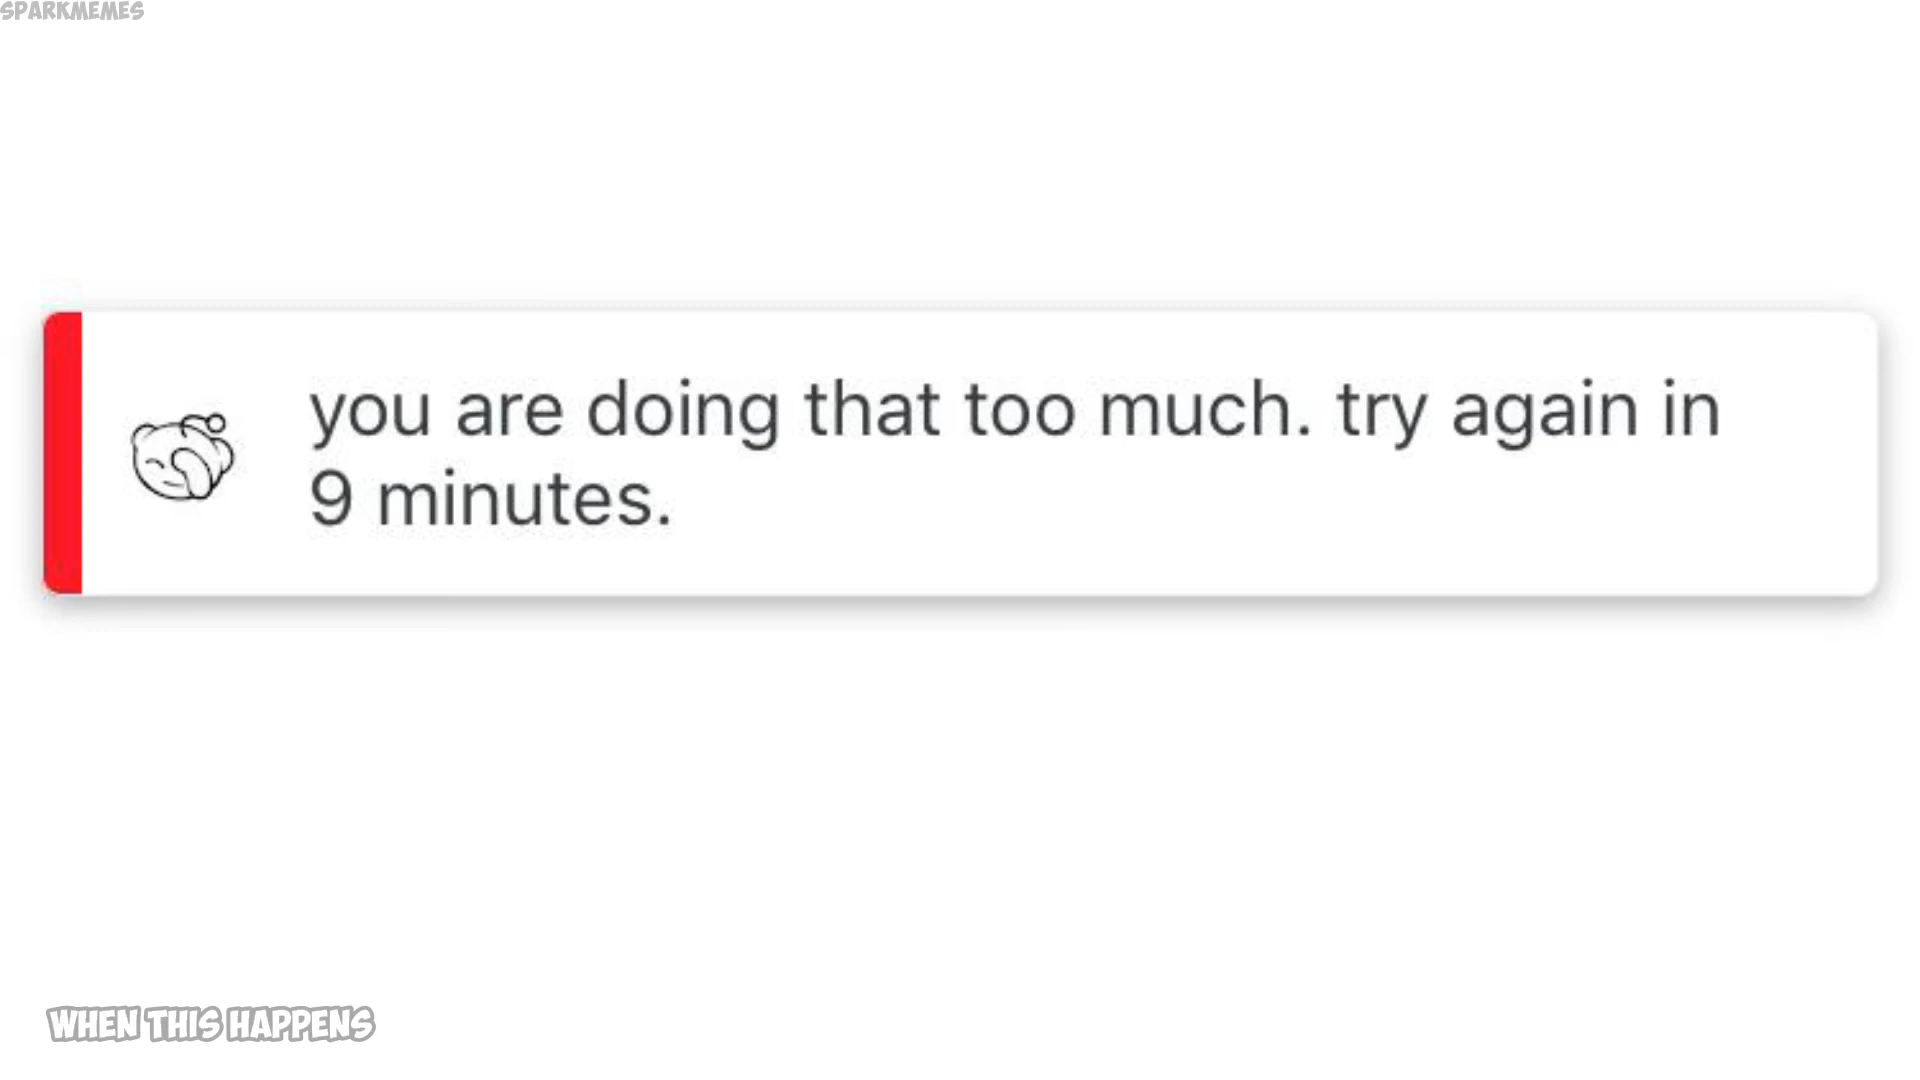 SPARKMEMES
you are doing that too much. try again in
9 minutes.
WHEN THIS HAPPENS